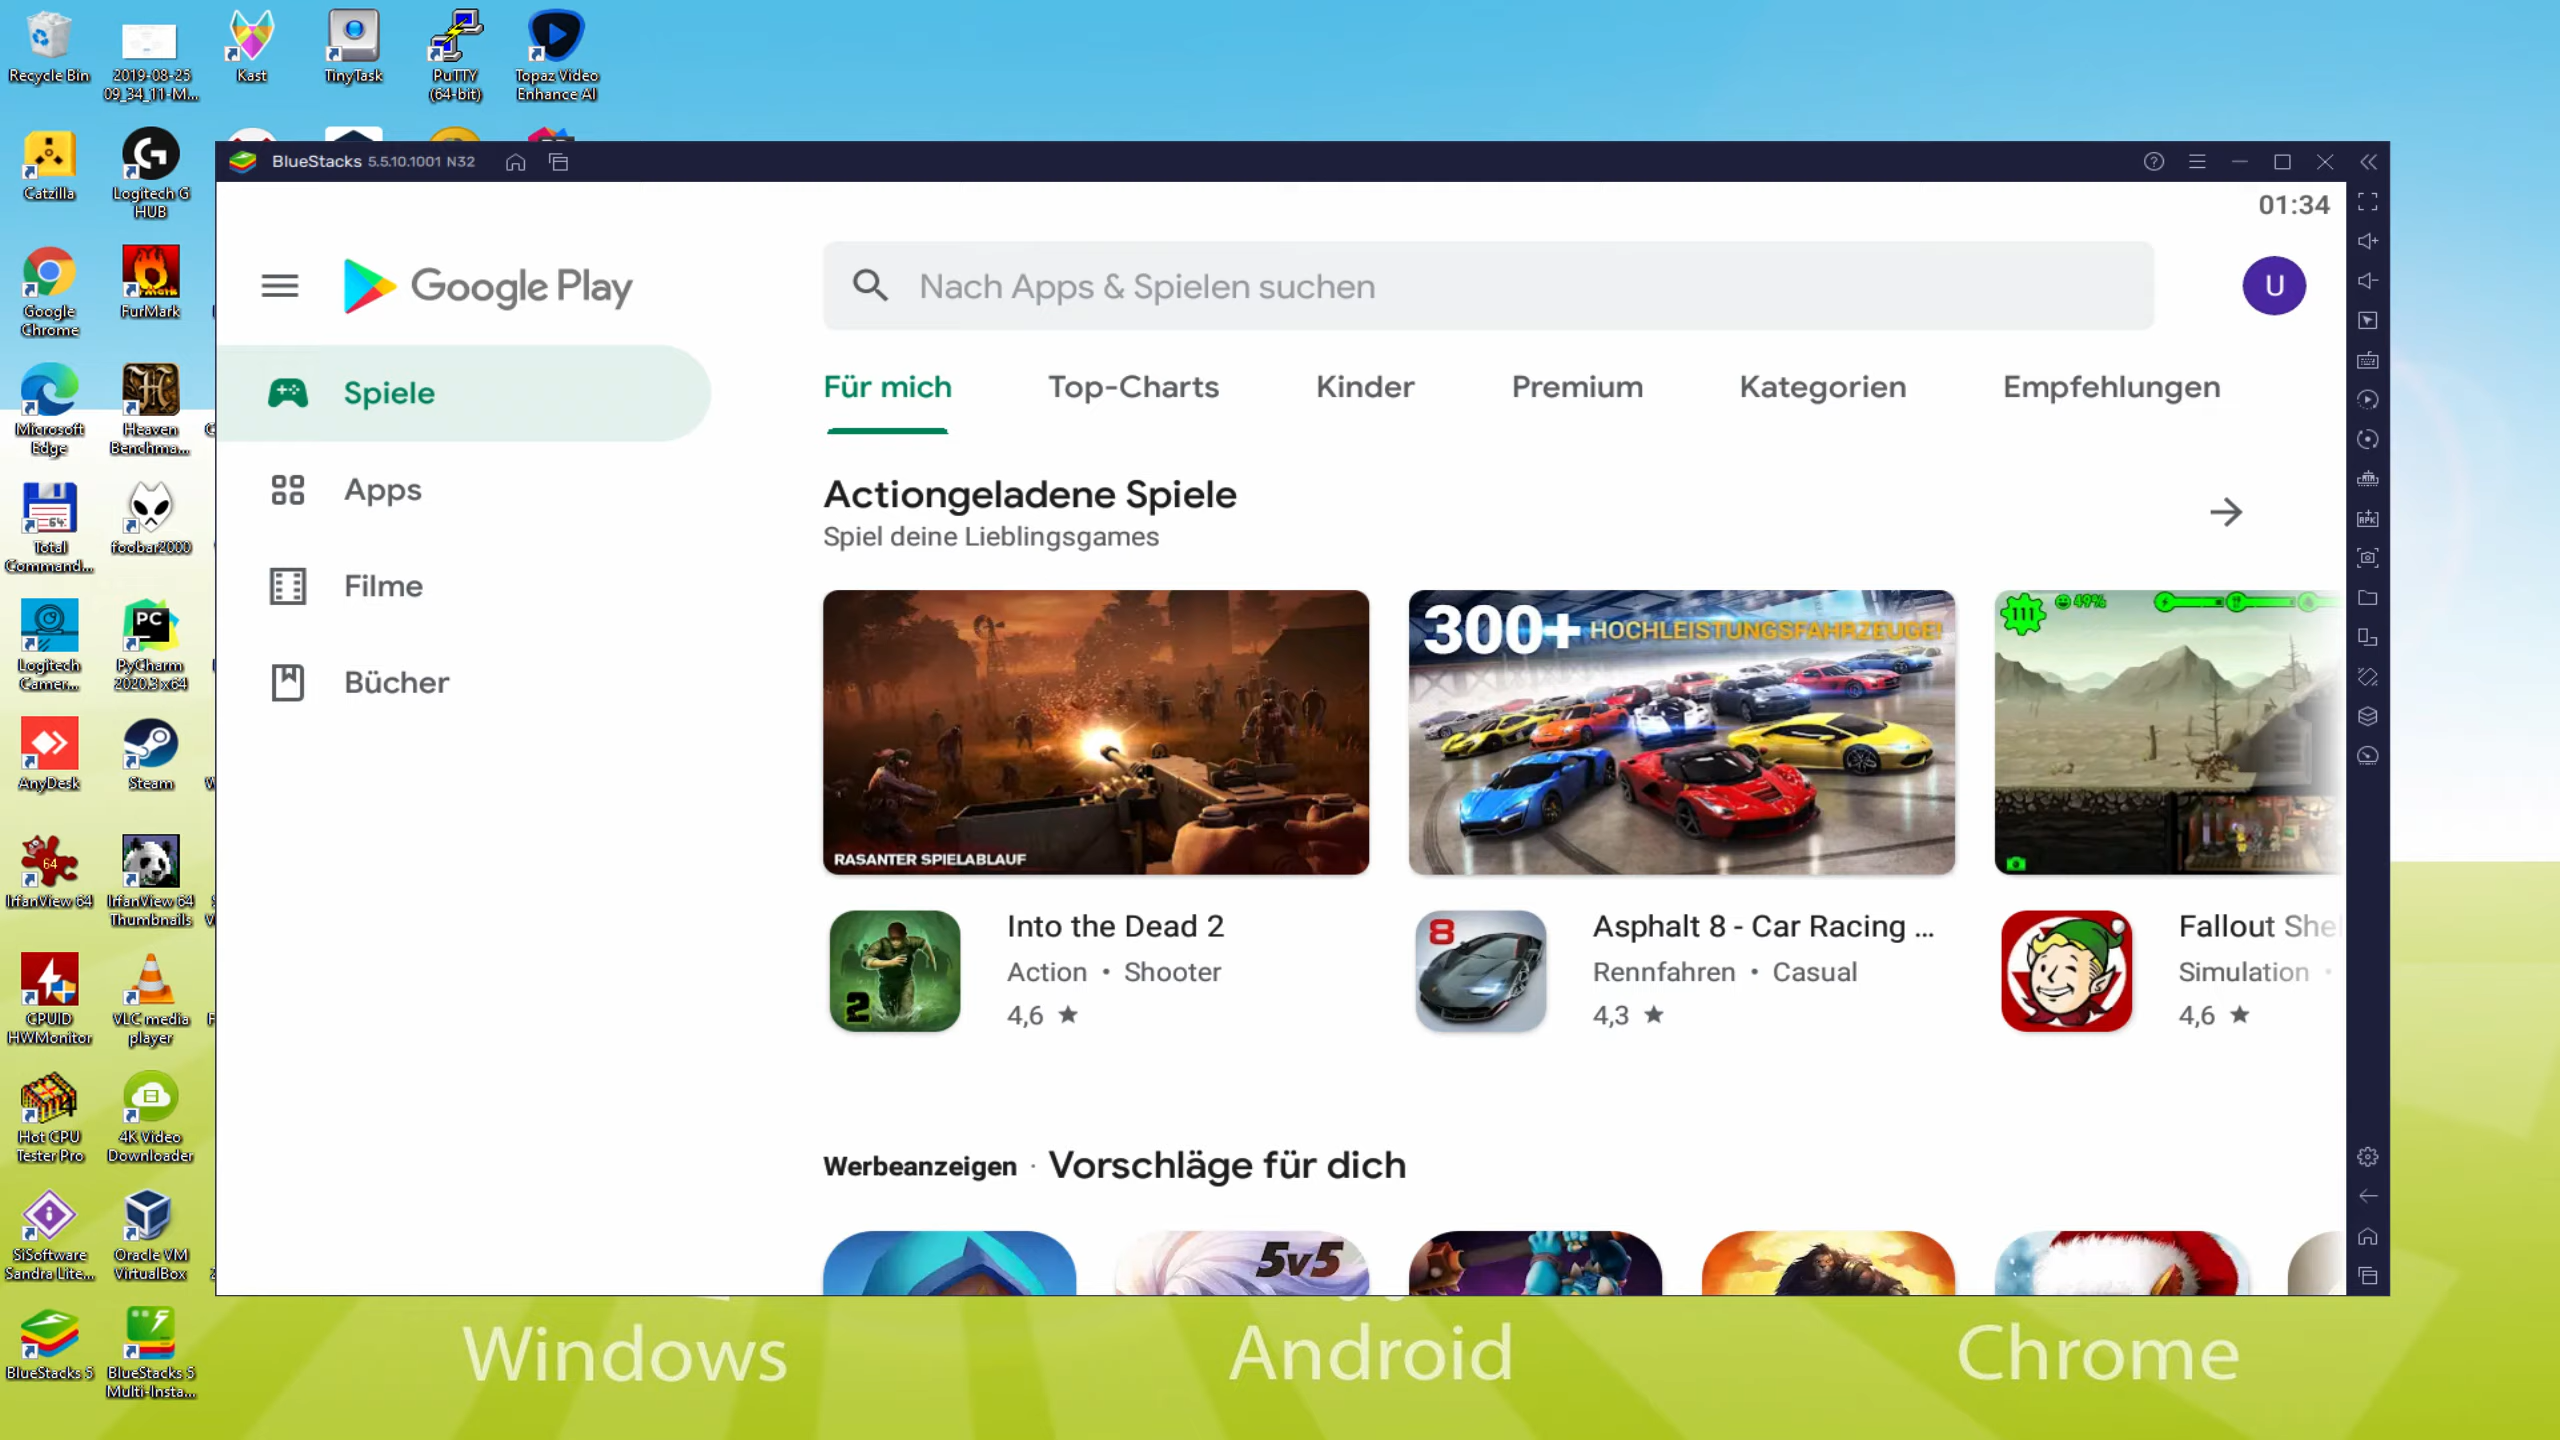 Recycle Bin
2019-08-25
09_34_11-M...
Kast
TinyTask
PuTTY
(64-bit)
Topaz Video
Enhance AI
Catzilla
Logitech G
HUB
Google
Chrome
FurMark
Microsoft
Edge
Heaven
Benchma...
Total
Command...
foobar2000
Logitech
Camer...
PyCharm
2020.3 x64
AnyDesk
Steam
IrfanView 64
IrfanView 64
Thumbnails
CPUID
HWMonitor
VLC media
player
Hot CPU
Tester Pro
4K Video
Downloader
SiSoftware
Sandra Lite...
Oracle VM
VirtualBox
BlueStacks 5
BlueStacks 5
Multi-Insta...
BlueStacks 5.5.10.1001 N32
01:34
Google Play
Nach Apps & Spielen suchen
U
Spiele
Apps
Filme
Bücher
Für mich
Top-Charts
Kinder
Premium
Kategorien
Empfehlungen
Actiongeladene Spiele
Spiel deine Lieblingsgames
RASANTER SPIELABLAUF
300+ HOCHLEISTUNGSFAHRZEUGE!
111
49%
2
Into the Dead 2
Action • Shooter
4,6 ★
8
Asphalt 8 - Car Racing ...
Rennfahren • Casual
4,3 ★
Fallout She
Simulation •
4,6 ★
Werbeanzeigen · Vorschläge für dich
5v5
Windows
Android
Chrome